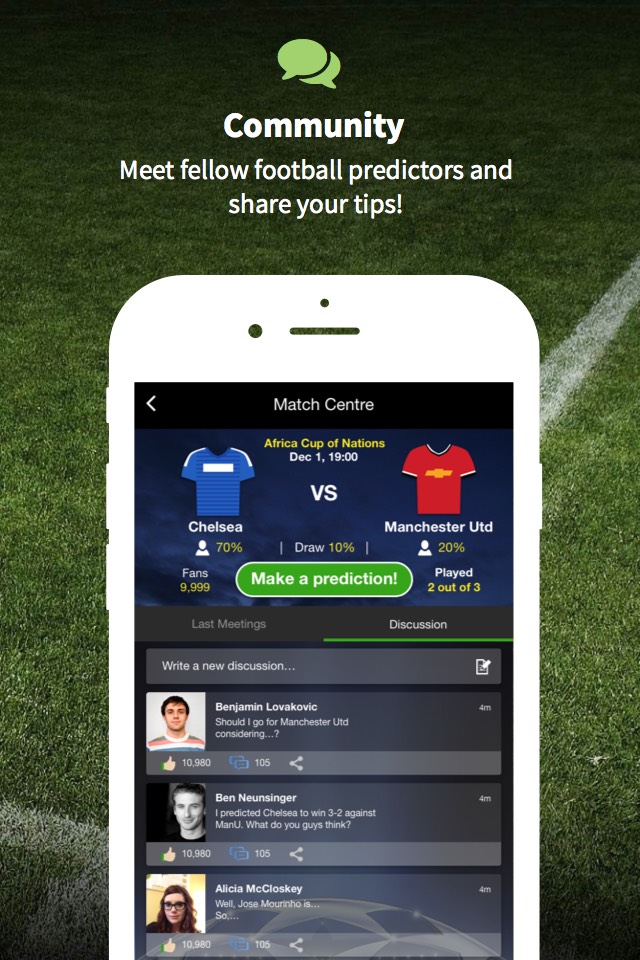 Community
Meet fellow football predictors and
share your tips!
Match Centre
Africa Cup of Nations
Dec 1, 19:00
VS
Chelsea
Manchester Utd
70% | Draw 10% | 20%
Fans
9,999
Make a prediction!
Played
2 out of 3
Last Meetings
Discussion
Write a new discussion...
Benjamin Lovakovic
4m
Should I go for Manchester Utd
considering...?
10,980
105
Ben Neunsinger
4m
I predicted Chelsea to win 3-2 against
ManU. What do you guys think?
10,980
105
Alicia McCloskey
4m
Well, Jose Mourinho is...
So,...
10,980
105